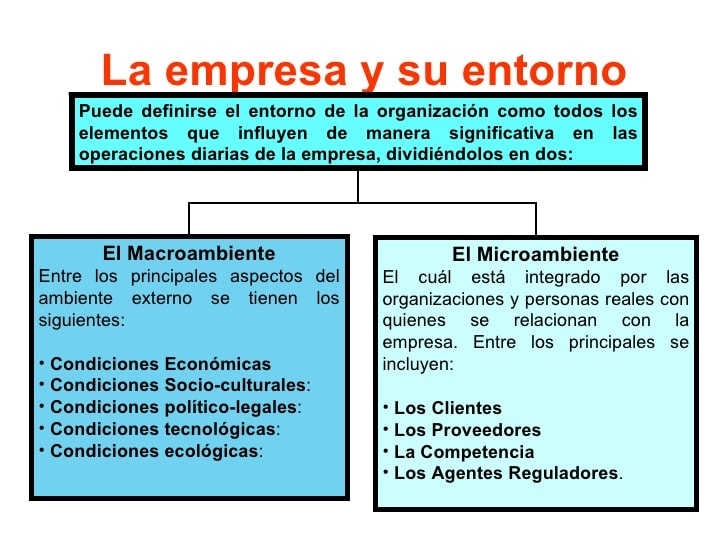 La empresa y su entorno
Puede definirse el entorno de la organización como todos los
elementos que influyen de manera significativa en las
operaciones diarias de la empresa, dividiéndolos en dos:
El Macroambiente
Entre los principales aspectos del
ambiente externo se tienen los
siguientes:
• Condiciones Económicas
• Condiciones Socio-culturales:
• Condiciones político-legales:
• Condiciones tecnológicas:
• Condiciones ecológicas:
El Microambiente
El cuál está integrado por las
organizaciones y personas reales con
quienes se relacionan con la
empresa. Entre los principales se
incluyen:
• Los Clientes
• Los Proveedores
• La Competencia
• Los Agentes Reguladores.